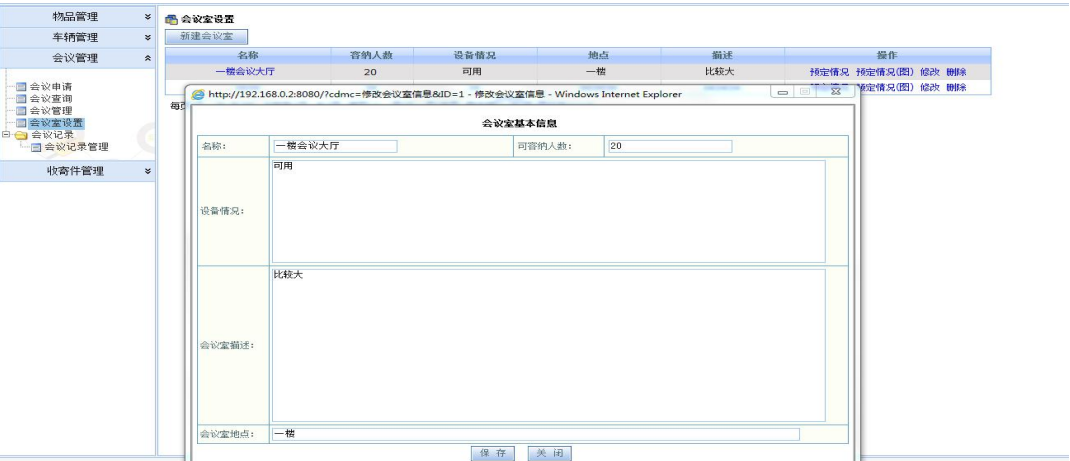 物品管理
车辆管理
会议管理
会议申请
会议查询
会议管理
会议室设置
会议记录
会议记录管理
收寄件管理
会议室设置
新建会议室
名称 容纳人数 设备情况 地点 描述 操作
一楼会议大厅 20 可用 一楼 比较大 预定情况 预定情况(图) 修改 删除
预定情况(图) 修改 删除
http://192.168.0.2:8080/?cdmc=修改会议室信息&ID=1 - 修改会议室信息 - Windows Internet Explorer
会议室基本信息
名称: 一楼会议大厅 可容纳人数: 20
设备情况: 可用
会议室描述: 比较大
会议室地点: 一楼
保 存 关 闭